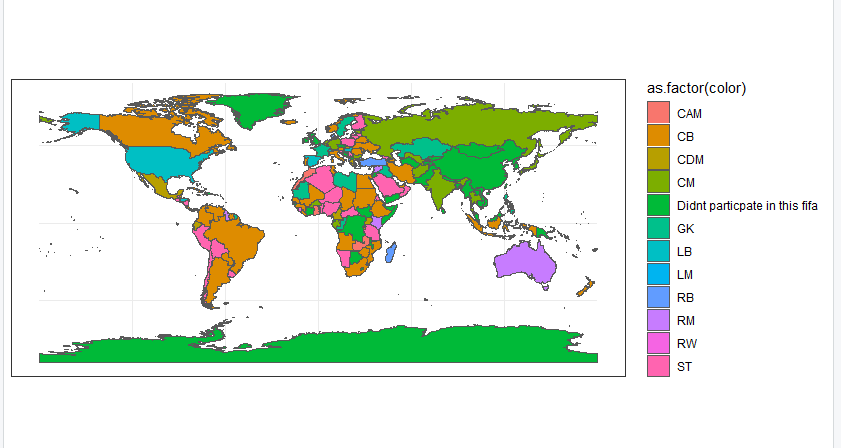 as.factor(color)
CAM
CB
CDM
CM
Didnt particpate in this fifa
GK
LB
LM
RB
RM
RW
ST